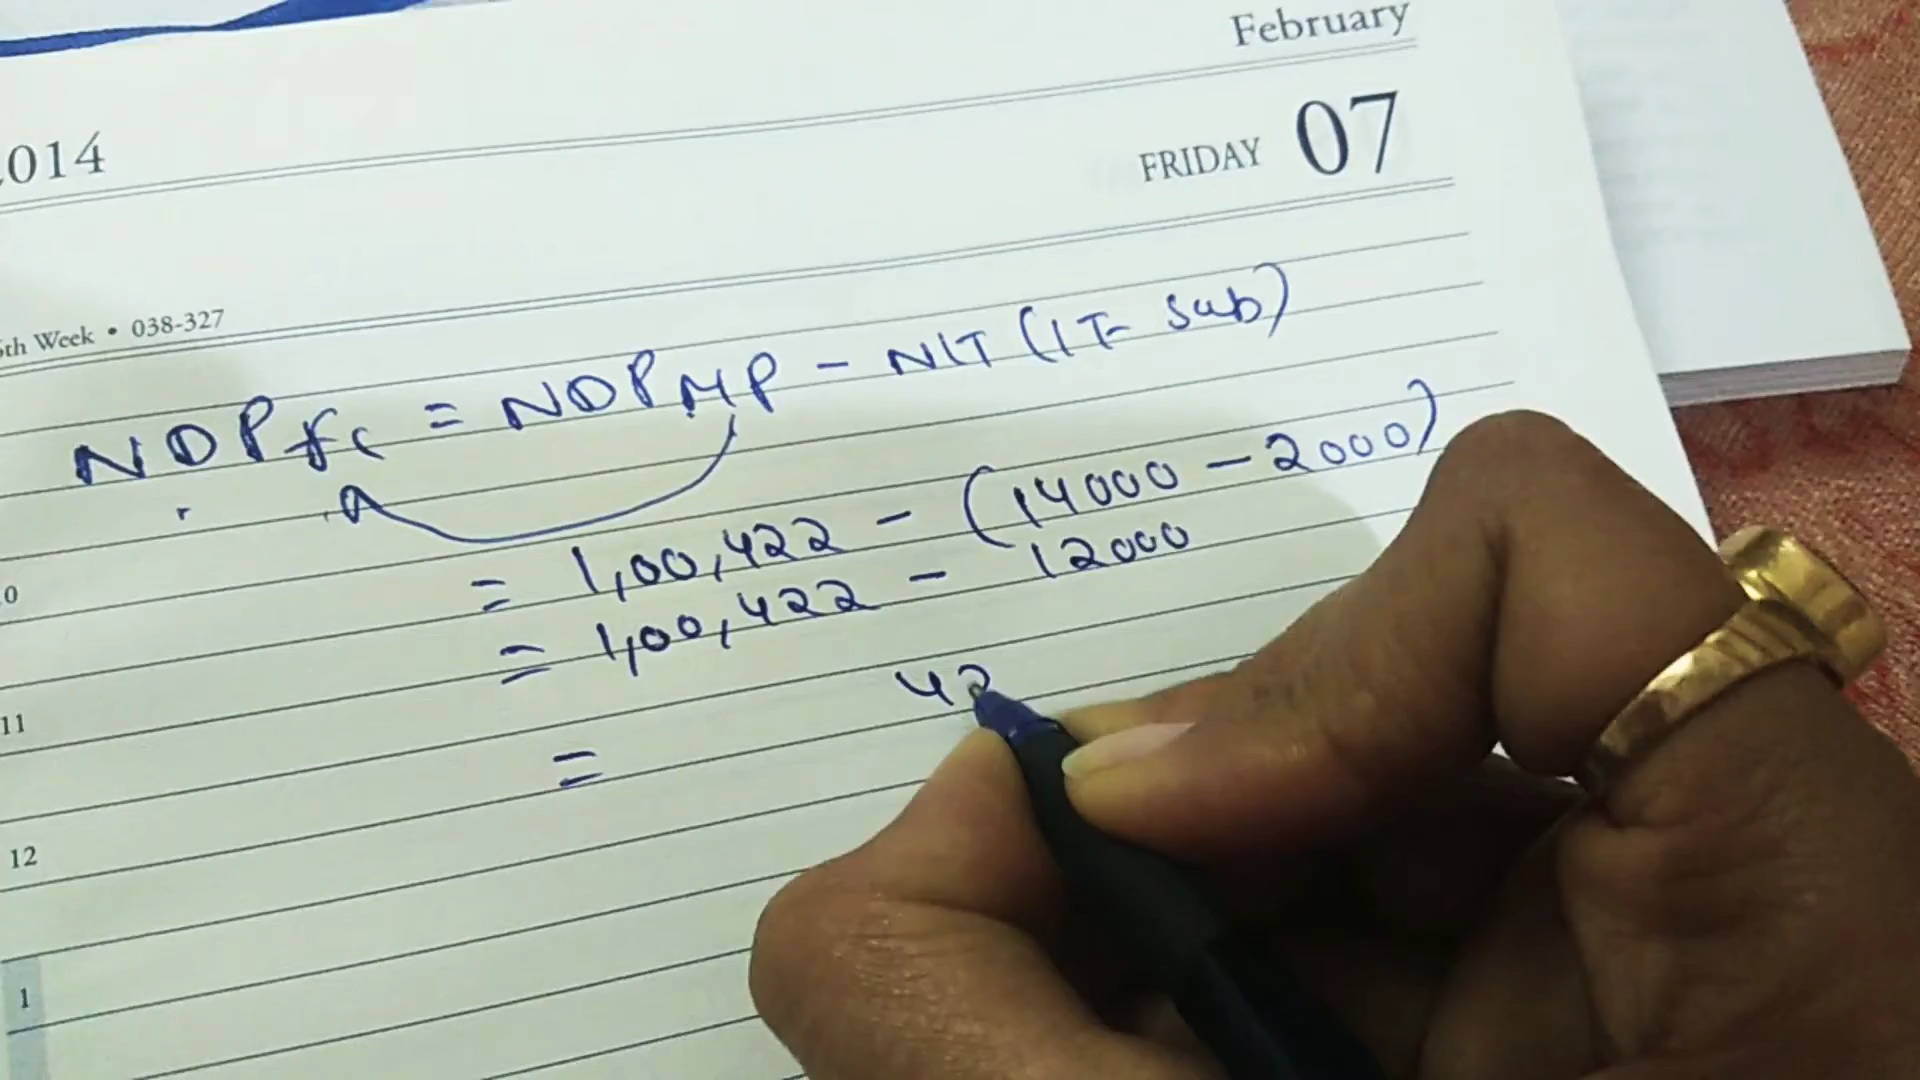 February
2014
FRIDAY 07
6th Week • 038-327
NDPfc = NDPMP - NIT (IT - Sub)
= 1,00,422 - (14000 - 2000)
10
= 1,00,422 - 12000
42
11
=
12
1